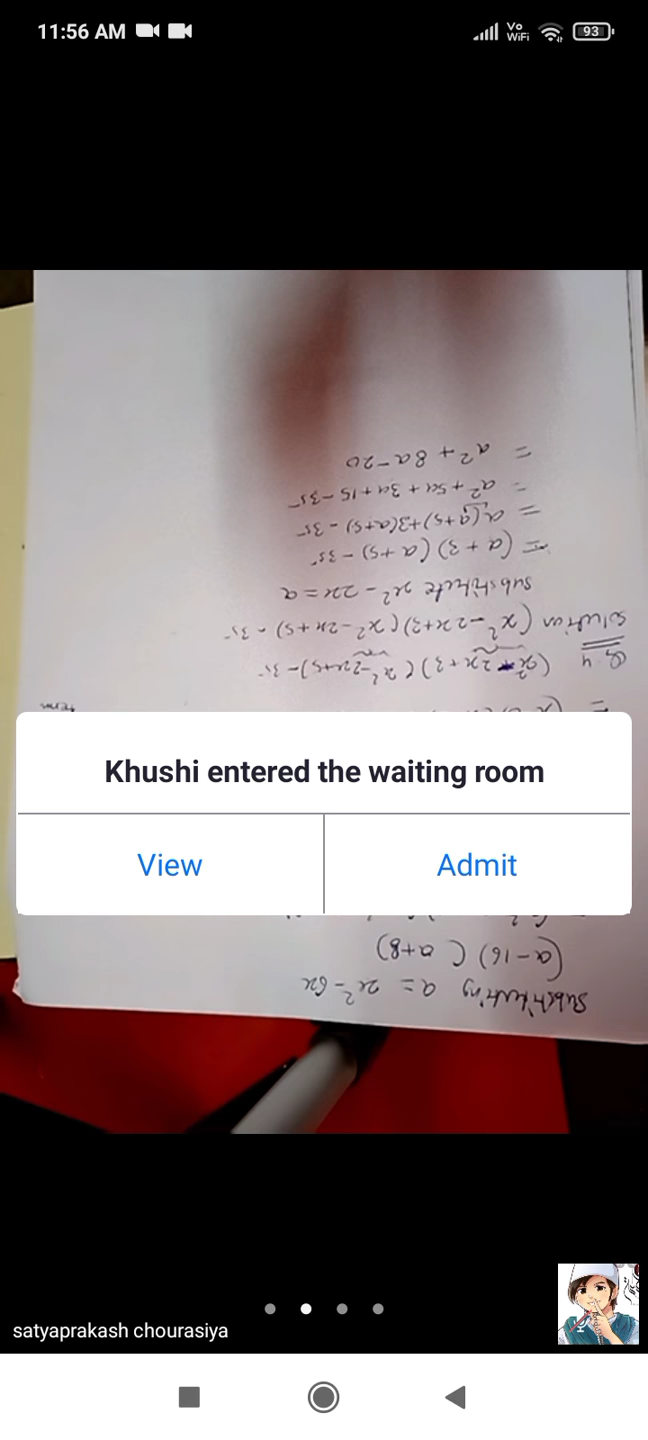 11:56 AM
Vo
WiFi
93
Q.4 (x² - 2x + 3) (x² - 2x + 5) - 35
Solution (x² - 2x + 3) (x² - 2x + 5) - 35
Substitute x² - 2x = a
= (a + 3) (a + 5) - 35
= a(a + 5) + 3(a + 5) - 35
= a² + 5a + 3a + 15 - 35
= a² + 8a - 20
term
Khushi entered the waiting room
View
Admit
(a - 16) (a + 8)
Substituting a = x² - 6x
satyaprakash chourasiya